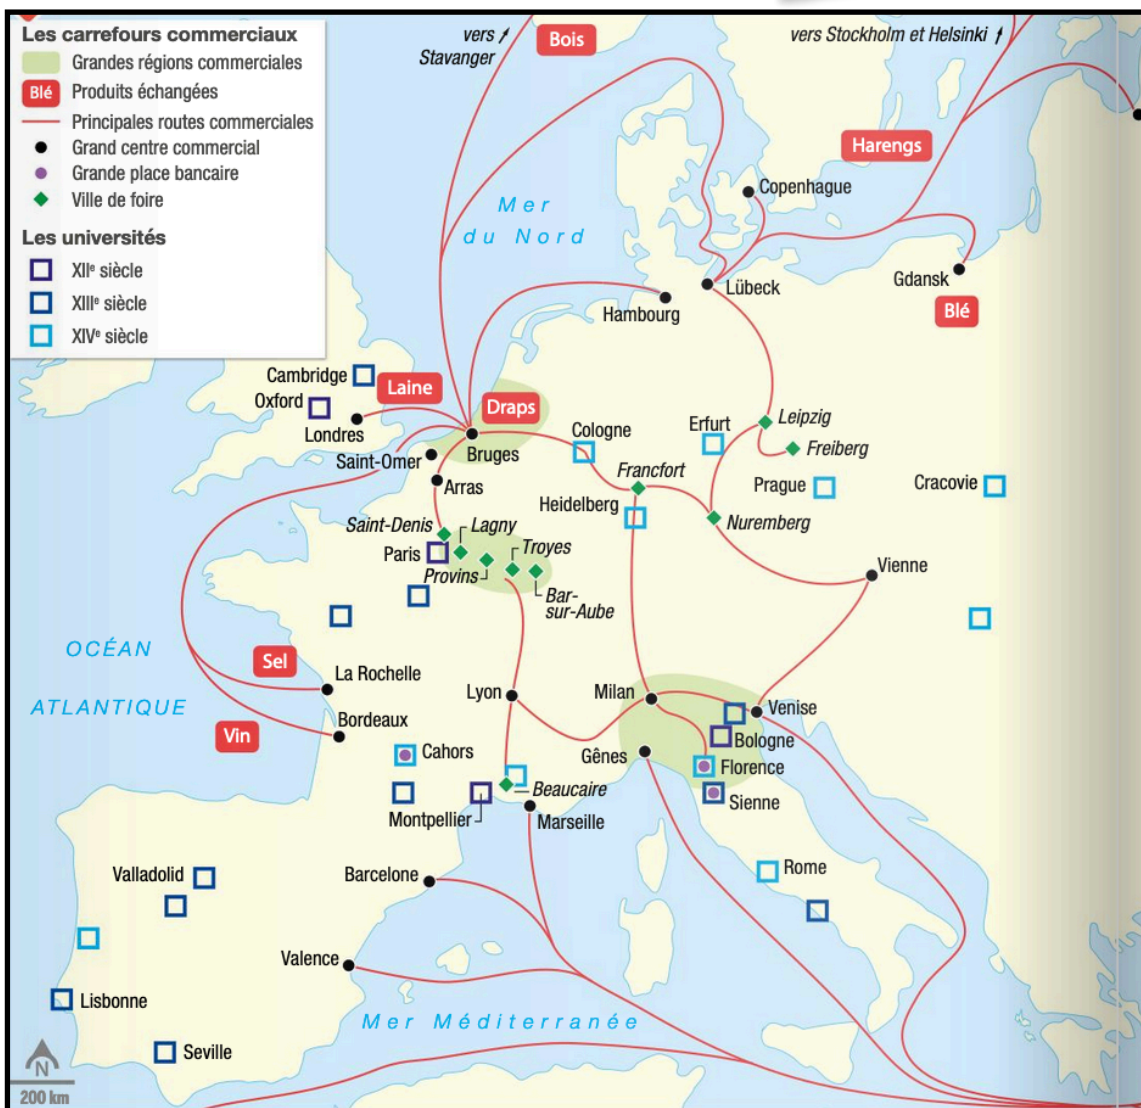 Les carrefours commerciaux
Grandes régions commerciales
Blé
Produits échangées
Principales routes commerciales
Grand centre commercial
Grande place bancaire
Ville de foire
Les universités
XIIe siècle
XIIIe siècle
XIVe siècle
vers
Stavanger
Bois
vers Stockholm et Helsinki
Harengs
Copenhague
Mer
du Nord
Lübeck
Gdansk
Hambourg
Blé
Cambridge
Laine
Oxford
Draps
Londres
Leipzig
Cologne
Erfurt
Bruges
Saint-Omer
Freiberg
Francfort
Arras
Prague
Cracovie
Heidelberg
Nuremberg
Saint-Denis
Lagny
Paris
Troyes
Provins
Vienne
Bar-
sur-Aube
OCÉAN
ATLANTIQUE
Sel
La Rochelle
Lyon
Milan
Venise
Bordeaux
Vin
Bologne
Cahors
Gênes
Florence
Beaucaire
Sienne
Montpellier
Marseille
Rome
Valladolid
Barcelone
Valence
Lisbonne
Mer Méditerranée
Seville
N
200 km